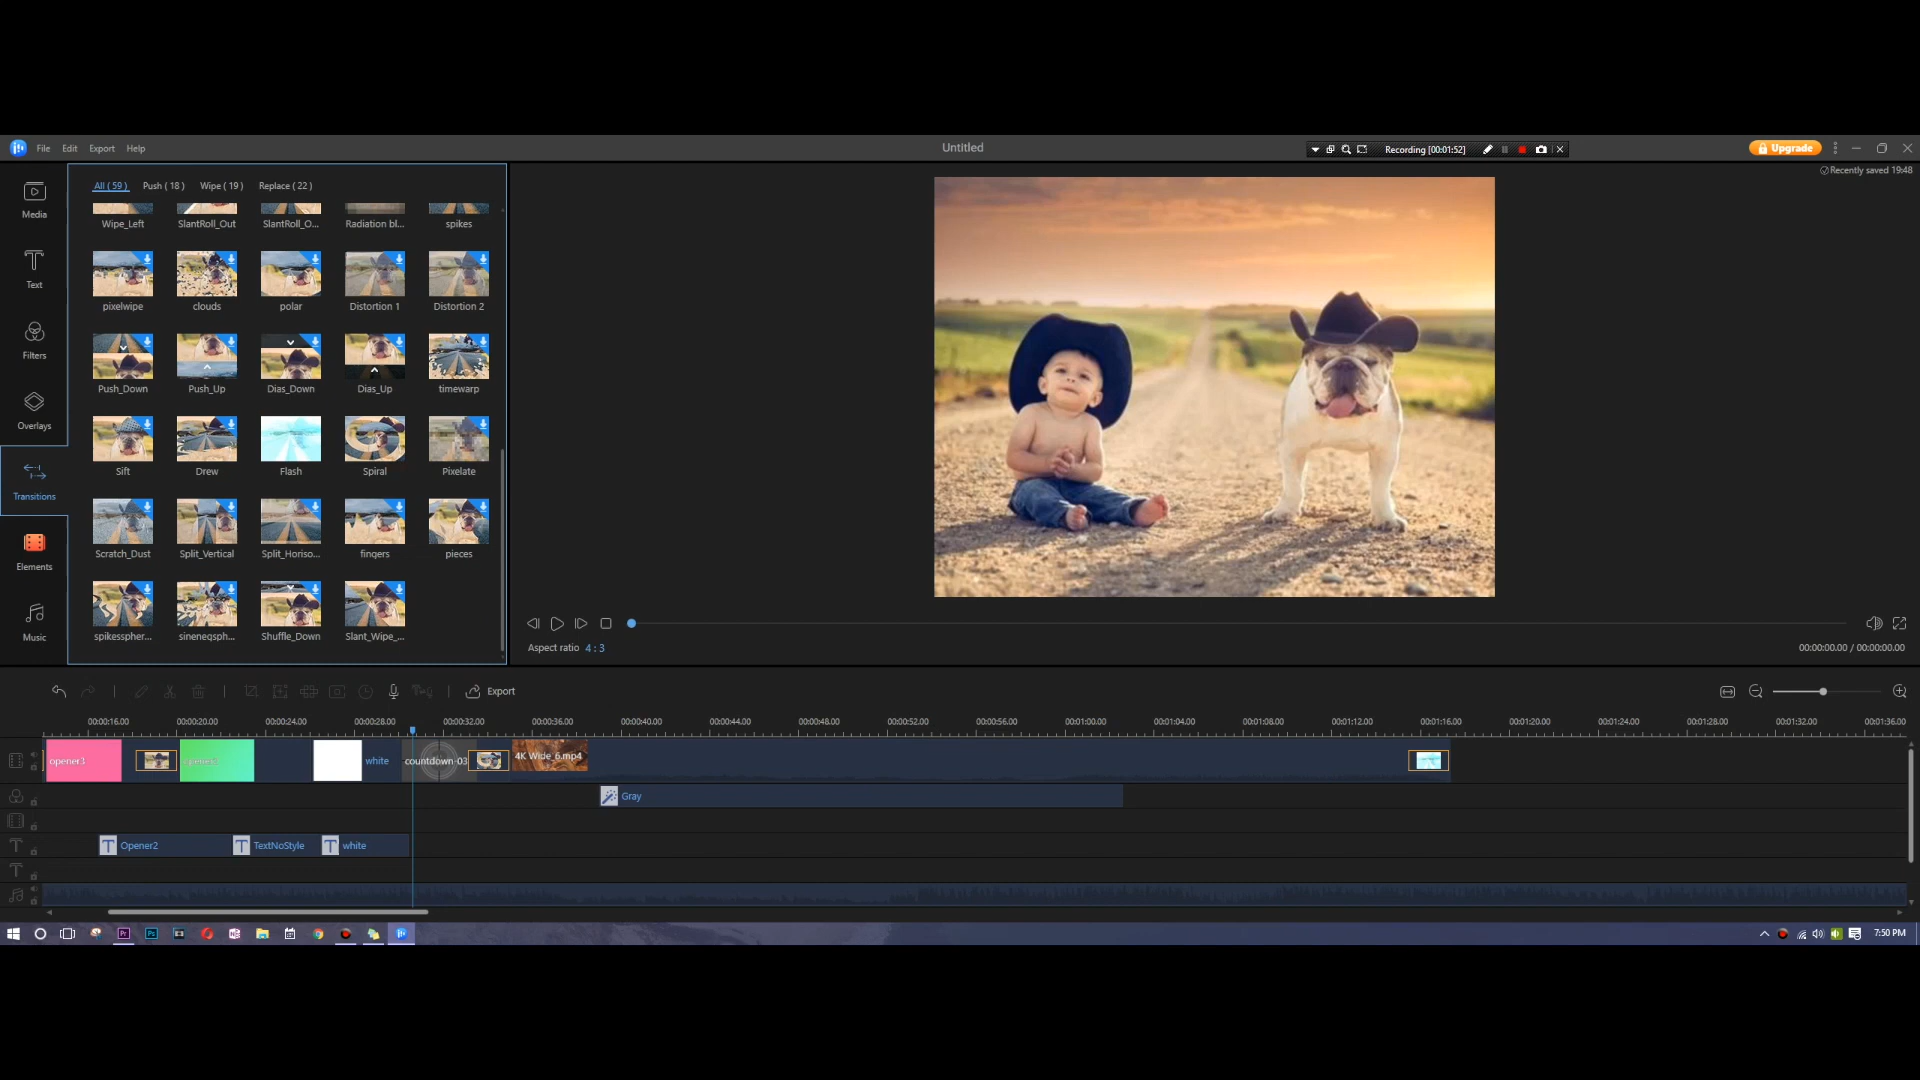 File Edit Export Help
Untitled
Recording [00:01:52]
Upgrade
Recently saved 19:48
Media
Text
Filters
Overlays
Transitions
Elements
Music
All ( 59 ) Push ( 18 ) Wipe ( 19 ) Replace ( 22 )
Wipe_Left SlantRoll_Out SlantRoll_O... Radiation bl... spikes
pixelwipe clouds polar Distortion 1 Distortion 2
Push_Down Push_Up Dias_Down Dias_Up timewarp
Sift Drew Flash Spiral Pixelate
Scratch_Dust Split_Vertical Split_Horiso... fingers pieces
spikesspher... sineneqsph... Shuffle_Down Slant_Wipe_...
Aspect ratio 4 : 3
00:00:00.00 / 00:00:00.00
Export
00:00:16.00 00:00:20.00 00:00:24.00 00:00:28.00 00:00:32.00 00:00:36.00 00:00:40.00 00:00:44.00 00:00:48.00 00:00:52.00 00:00:56.00 00:01:00.00 00:01:04.00 00:01:08.00 00:01:12.00 00:01:16.00 00:01:20.00 00:01:24.00 00:01:28.00 00:01:32.00 00:01:36.00
white countdown-03 4K Wide_6.mp4
Gray
Opener2 TextNoStyle white
7:50 PM